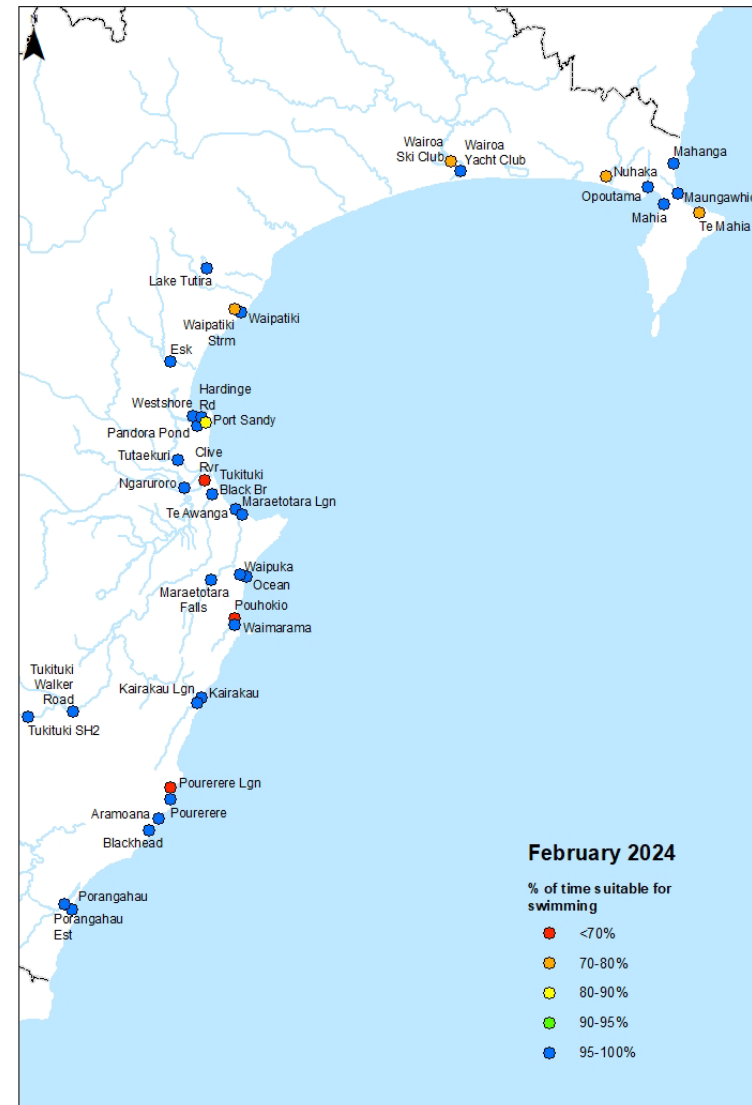 N
Wairoa
Ski Club
Wairoa
Yacht Club
Mahanga
Nuhaka
Opoutama
Maungawhio
Mahia
Te Mahia
Lake Tutira
Waipatiki
Strm
Waipatiki
Esk
Hardinge
Rd
Westshore
Port Sandy
Pandora Pond
Tutaekuri
Clive
Rvr
Tukituki
Black Br
Ngaruroro
Maraetotara Lgn
Te Awanga
Waipuka
Ocean
Maraetotara
Falls
Pouhokio
Waimarama
Tukituki
Walker
Road
Kairakau Lgn
Kairakau
Tukituki SH2
Pourerere Lgn
Aramoana
Pourerere
Blackhead
Porangahau
Porangahau
Est
February 2024
% of time suitable for
swimming
<70%
70-80%
80-90%
90-95%
95-100%